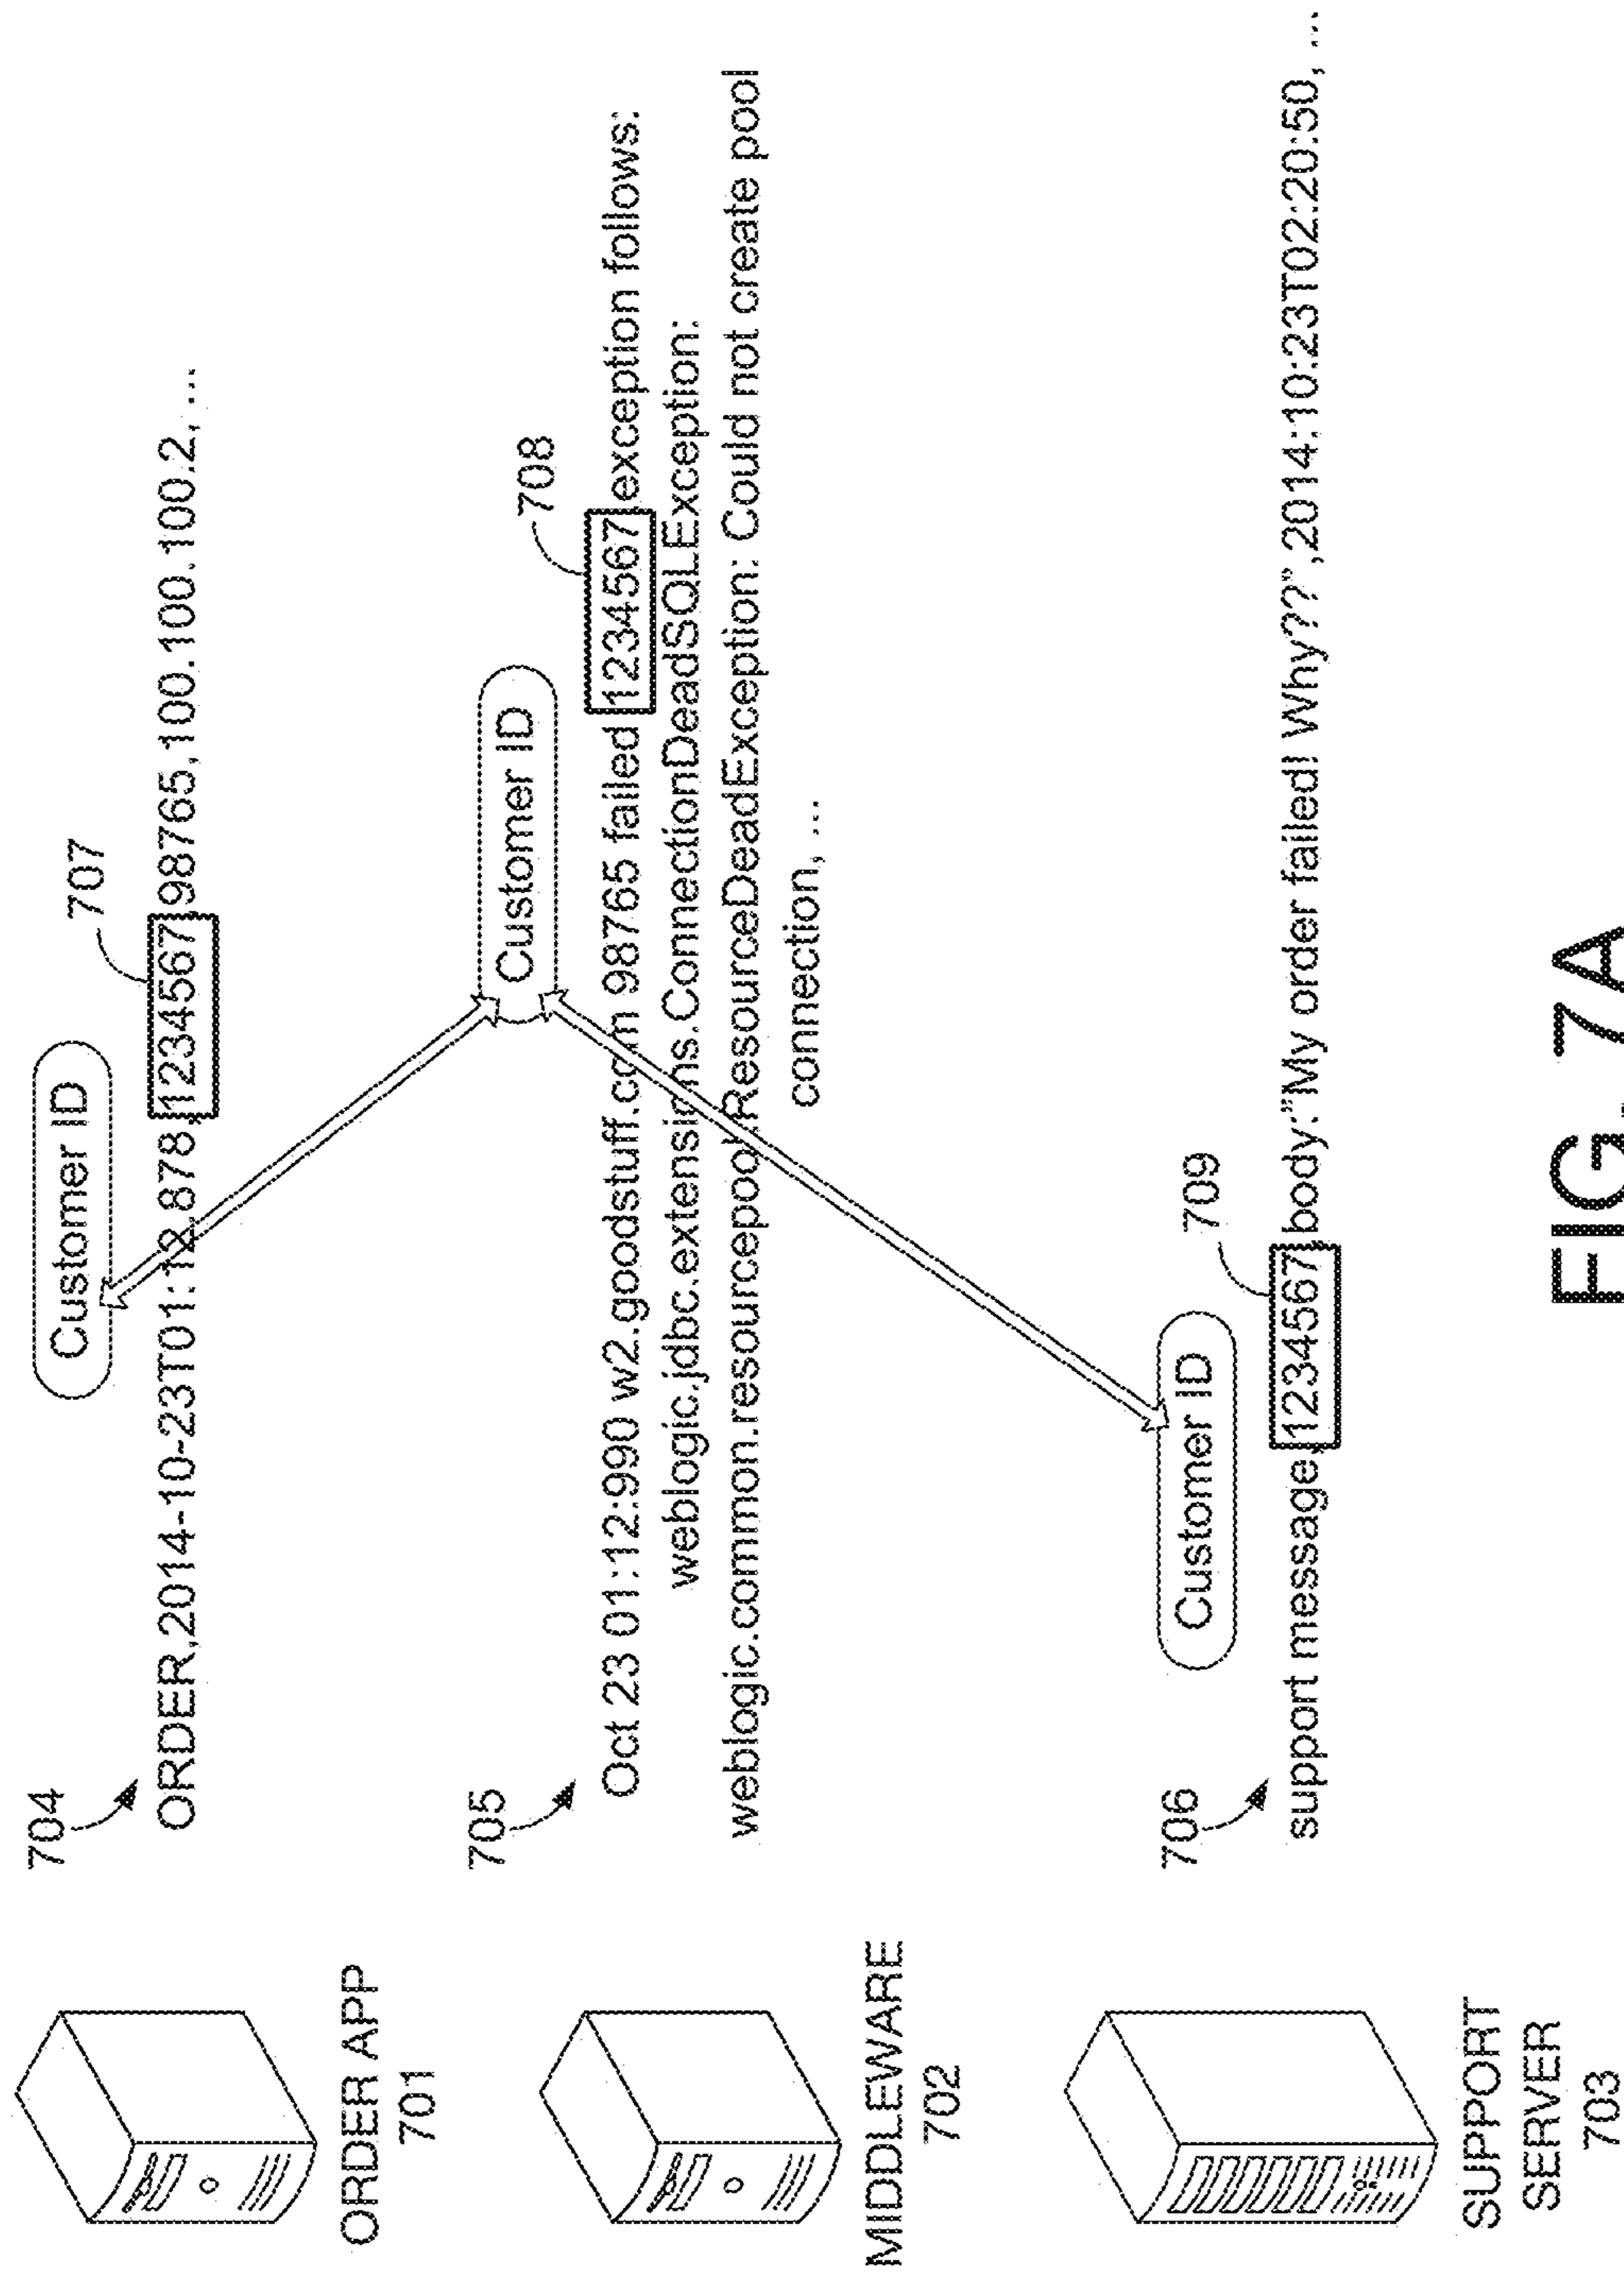 704
Customer ID
707
ORDER,2014-10-23T01:12.878,1234567,98765,100.100.100.2, ...
ORDER APP
701
705
Customer ID
708
Oct 23 01:12:990 w2.goodstuff.com 98765 failed 1234567 exception follows:
weblogic.jdbc.extensions.ConnectionDeadSQLException:
weblogic.common.resourcepool.ResourceDeadException: Could not create pool
connection, ...
MIDDLEWARE
702
706
Customer ID
709
support message,1234567,body:"My order failed! Why??",2014:10:23T02:20:50, ...
SUPPORT
SERVER
703
FIG. 7A